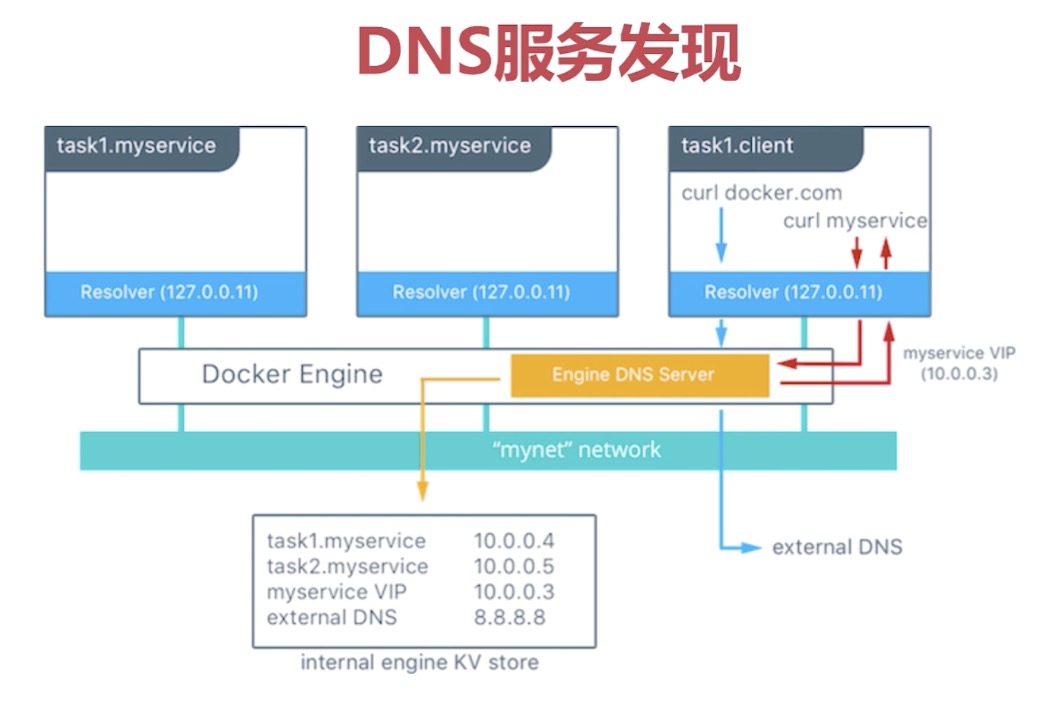 DNS服务发现
task1.myservice
task2.myservice
task1.client
curl docker.com
curl myservice
Resolver (127.0.0.11)
Resolver (127.0.0.11)
Resolver (127.0.0.11)
Docker Engine
Engine DNS Server
myservice VIP
(10.0.0.3)
“mynet” network
task1.myservice 10.0.0.4
task2.myservice 10.0.0.5
myservice VIP 10.0.0.3
external DNS 8.8.8.8
external DNS
internal engine KV store